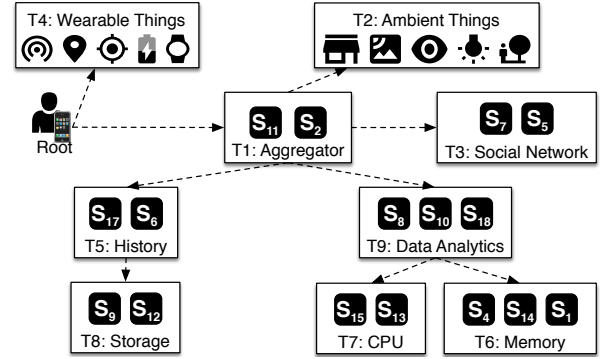 T4: Wearable Things
T2: Ambient Things
Root
S11 S2
T1: Aggregator
S7 S5
T3: Social Network
S17 S6
T5: History
S8 S10 S18
T9: Data Analytics
S9 S12
T8: Storage
S15 S13
T7: CPU
S4 S14 S1
T6: Memory